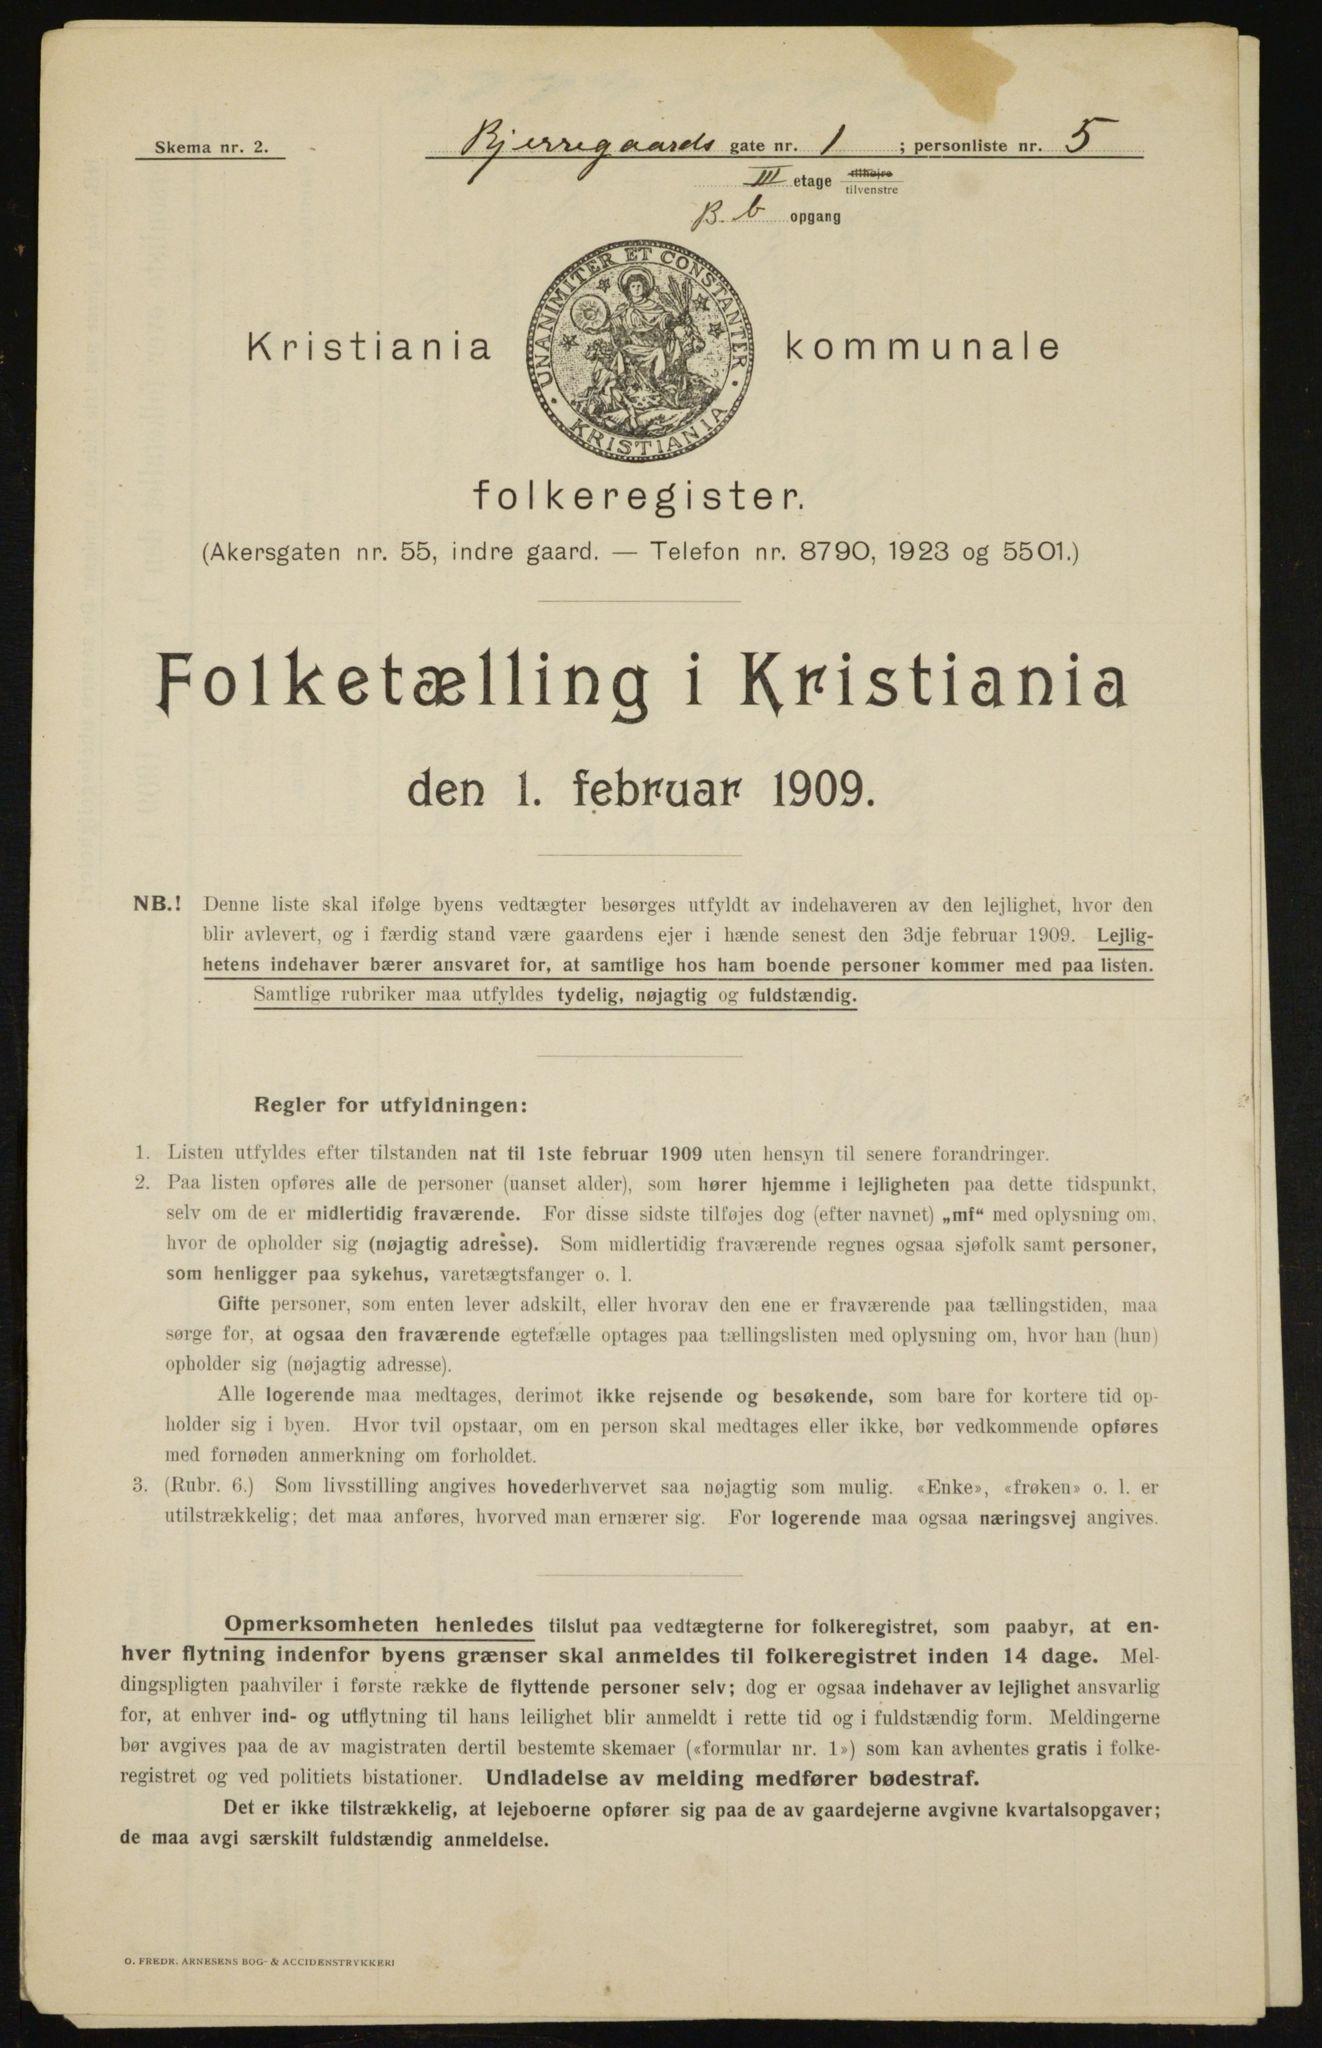 Skema nr. 2.
Bjerregaards gate nr. 1 ; personliste nr. 5
III etage tilhøjre
tilvenstre
B. b opgang
UNANIMITER ET CONSTANTER
KRISTIANIA
Kristiania kommunale
folkeregister.
(Akersgaten nr. 55, indre gaard. — Telefon nr. 8790, 1923 og 5501.)
Folketælling i Kristiania
den 1. februar 1909.
NB.! Denne liste skal ifølge byens vedtægter besørges utfyldt av indehaveren av den lejlighet, hvor den
blir avlevert, og i færdig stand være gaardens ejer i hænde senest den 3dje februar 1909. Lejlig-
hetens indehaver bærer ansvaret for, at samtlige hos ham boende personer kommer med paa listen.
Samtlige rubriker maa utfyldes tydelig, nøjagtig og fuldstændig.
Regler for utfyldningen:
1. Listen utfyldes efter tilstanden nat til 1ste februar 1909 uten hensyn til senere forandringer.
2. Paa listen opføres alle de personer (uanset alder), som hører hjemme i lejligheten paa dette tidspunkt,
selv om de er midlertidig fraværende. For disse sidste tilføjes dog (efter navnet) „mf“ med oplysning om,
hvor de opholder sig (nøjagtig adresse). Som midlertidig fraværende regnes ogsaa sjøfolk samt personer,
som henligger paa sykehus, varetægtsfanger o. l.
Gifte personer, som enten lever adskilt, eller hvorav den ene er fraværende paa tællingstiden, maa
sørge for, at ogsaa den fraværende egtefælle optages paa tællingslisten med oplysning om, hvor han (hun)
opholder sig (nøjagtig adresse).
Alle logerende maa medtages, derimot ikke rejsende og besøkende, som bare for kortere tid op-
holder sig i byen. Hvor tvil opstaar, om en person skal medtages eller ikke, bør vedkommende opføres
med fornøden anmerkning om forholdet.
3. (Rubr. 6.) Som livsstilling angives hovederhvervet saa nøjagtig som mulig. «Enke», «frøken» o. l. er
utilstrækkelig; det maa anføres, hvorved man ernærer sig. For logerende maa ogsaa næringsvej angives.
Opmerksomheten henledes tilslut paa vedtægterne for folkeregistret, som paabyr, at en-
hver flytning indenfor byens grænser skal anmeldes til folkeregistret inden 14 dage. Mel-
dingspligten paahviler i første række de flyttende personer selv; dog er ogsaa indehaver av lejlighet ansvarlig
for, at enhver ind- og utflytning til hans leilighet blir anmeldt i rette tid og i fuldstændig form. Meldingerne
bør avgives paa de av magistraten dertil bestemte skemaer («formular nr. 1») som kan avhentes gratis i folke-
registret og ved politiets bistationer. Undladelse av melding medfører bødestraf.
Det er ikke tilstrækkelig, at lejeboerne opfører sig paa de av gaardejerne avgivne kvartalsopgaver;
de maa avgi særskilt fuldstændig anmeldelse.
O. FREDR. ARNESENS BOG- & ACCIDENSTRYKKERI